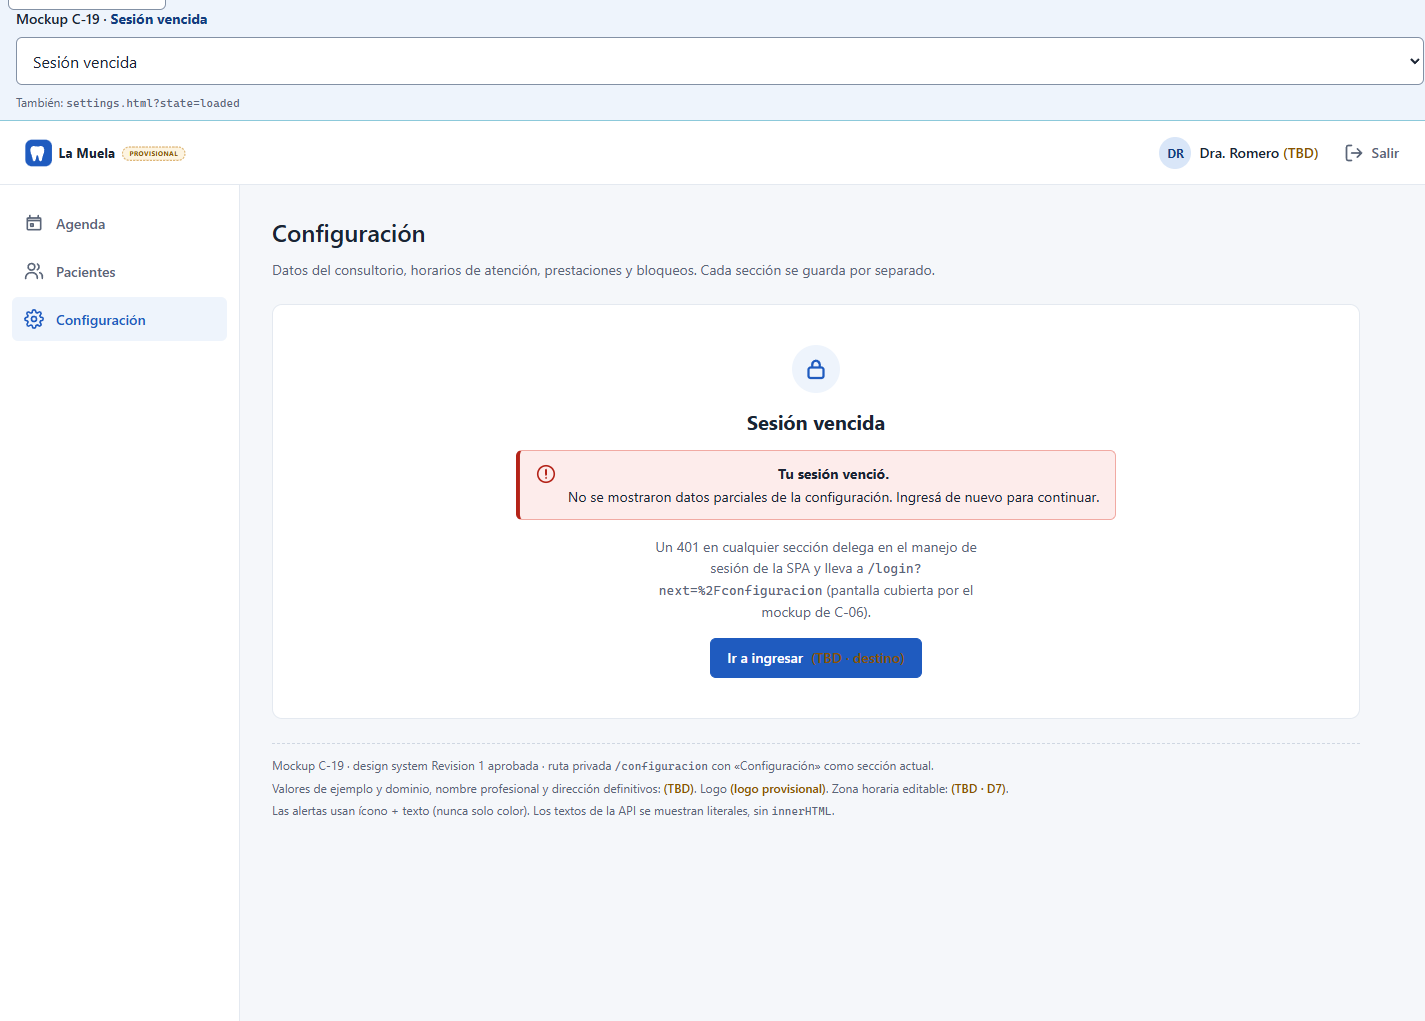 Mockup C-19 · Sesión vencida
Sesión vencida
También: settings.html?state=loaded
La Muela PROVISIONAL
DR Dra. Romero (TBD) Salir
Agenda
Pacientes
Configuración
Configuración
Datos del consultorio, horarios de atención, prestaciones y bloqueos. Cada sección se guarda por separado.
Sesión vencida
Tu sesión venció.
No se mostraron datos parciales de la configuración. Ingresá de nuevo para continuar.
Un 401 en cualquier sección delega en el manejo de
sesión de la SPA y lleva a /login?
next=%2Fconfiguracion (pantalla cubierta por el
mockup de C-06).
Ir a ingresar (TBD · destino)
Mockup C-19 · design system Revision 1 aprobada · ruta privada /configuracion con «Configuración» como sección actual.
Valores de ejemplo y dominio, nombre profesional y dirección definitivos: (TBD). Logo (logo provisional). Zona horaria editable: (TBD · D7).
Las alertas usan ícono + texto (nunca solo color). Los textos de la API se muestran literales, sin innerHTML.